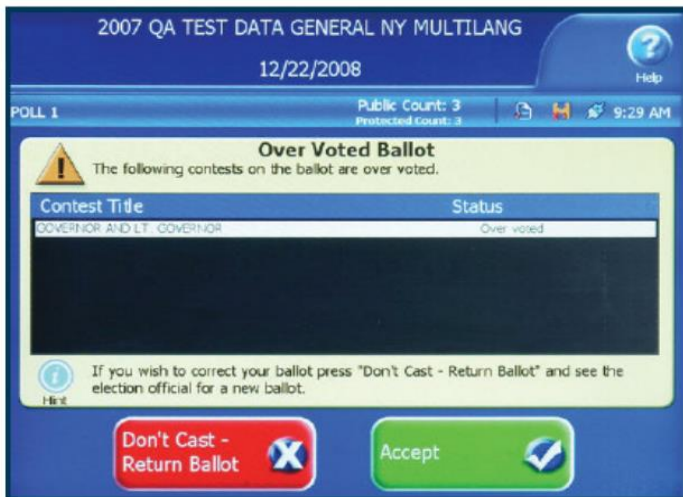 2007 QA TEST DATA GENERAL NY MULTILANG
12/22/2008
Help
POLL 1
Public Count: 3
Protected Count: 3
9:29 AM
Over Voted Ballot
The following contests on the ballot are over voted.
Contest Title Status
GOVERNOR AND LT. GOVERNOR Over voted
If you wish to correct your ballot press "Don't Cast - Return Ballot" and see the
election official for a new ballot.
Hint
Don't Cast -
Return Ballot
Accept